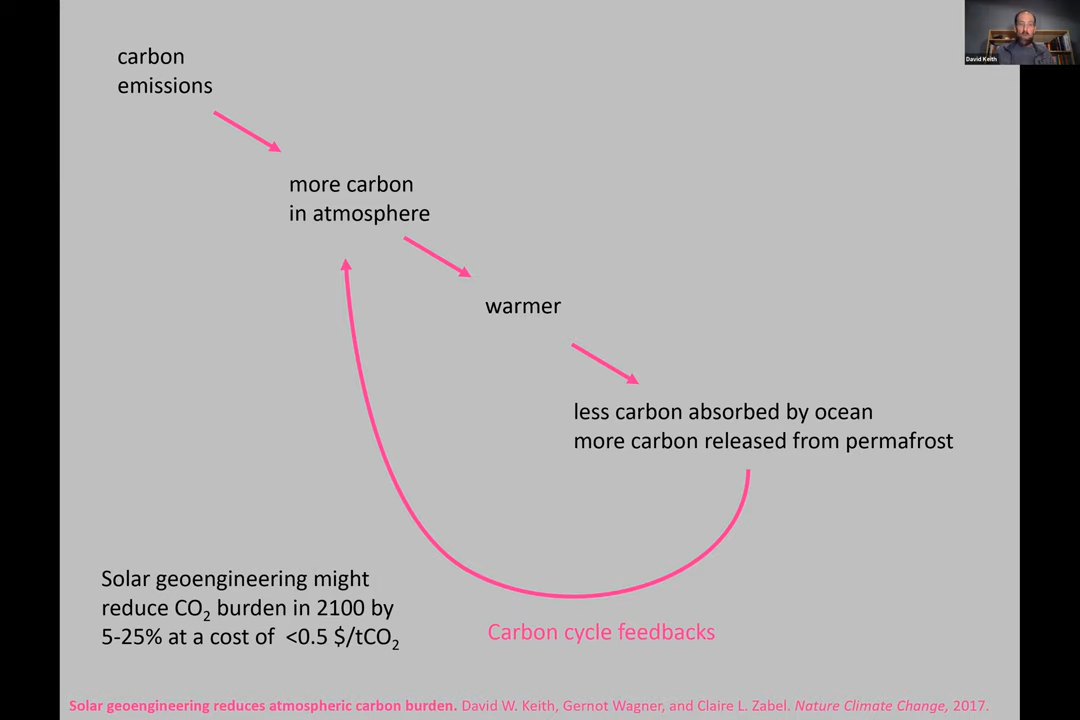 carbon
emissions
more carbon
in atmosphere
warmer
less carbon absorbed by ocean
more carbon released from permafrost
Solar geoengineering might
reduce CO₂ burden in 2100 by
5-25% at a cost of <0.5 $/tCO₂
Carbon cycle feedbacks
Solar geoengineering reduces atmospheric carbon burden. David W. Keith, Gernot Wagner, and Claire L. Zabel. Nature Climate Change, 2017.
David Keith